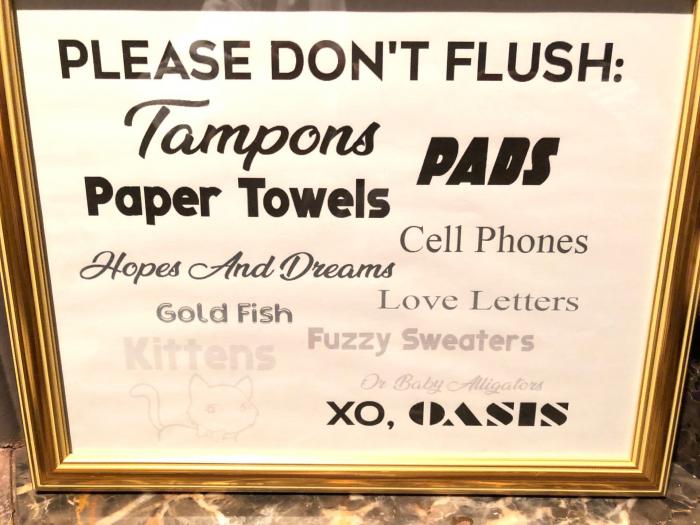 PLEASE DON'T FLUSH:
Tampons
PADS
Paper Towels
Cell Phones
Hopes And Dreams
Love Letters
Gold Fish
Fuzzy Sweaters
Kittens
Or Baby Alligators
XO, OASIS